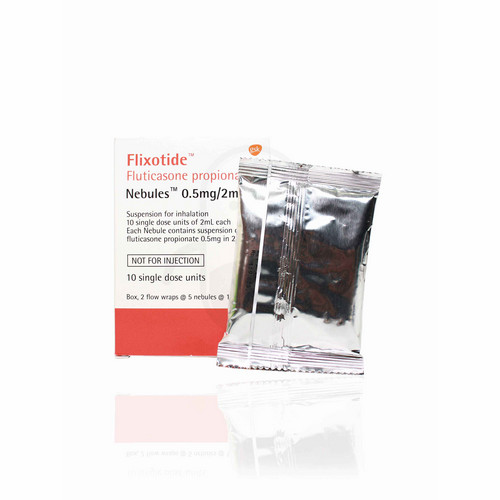 gsk
Flixotide™
Fluticasone propiona
Nebules™ 0.5mg/2m
Suspension for inhalation
10 single dose units of 2mL each
Each Nebule contains suspension
fluticasone propionate 0.5mg in 2
NOT FOR INJECTION
10 single dose units
Box, 2 flow wraps @ 5 nebules @ 1